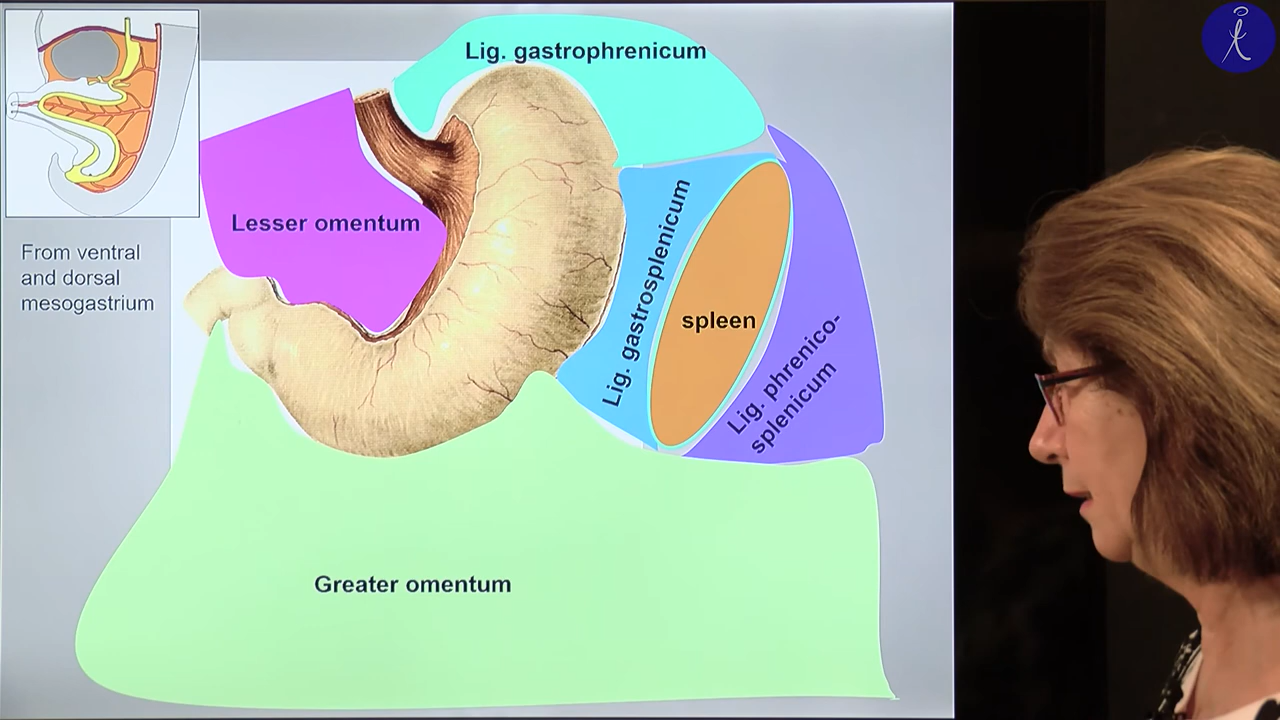 Lig. gastrophrenicum
Lesser omentum
From ventral
and dorsal
mesogastrium
Lig. gastrosplenicum
spleen
Lig. phrenico-
splenicum
Greater omentum